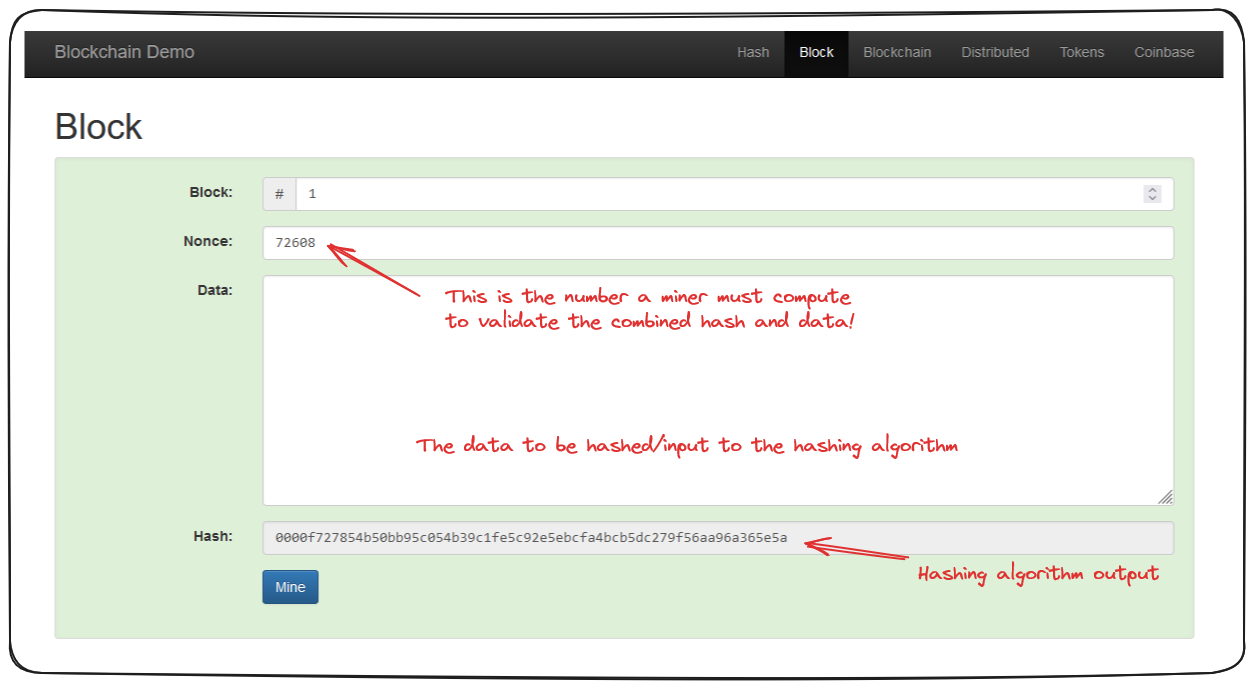 Blockchain Demo Hash Block Blockchain Distributed Tokens Coinbase
Block
Block: # 1
Nonce: 72608
Data:
This is the number a miner must compute
to validate the combined hash and data!
The data to be hashed/input to the hashing algorithm
Hash: 0000f727854b50bb95c054b39c1fe5c92e5ebcfa4bcb5dc279f56aa96a365e5a
Hashing algorithm output
Mine